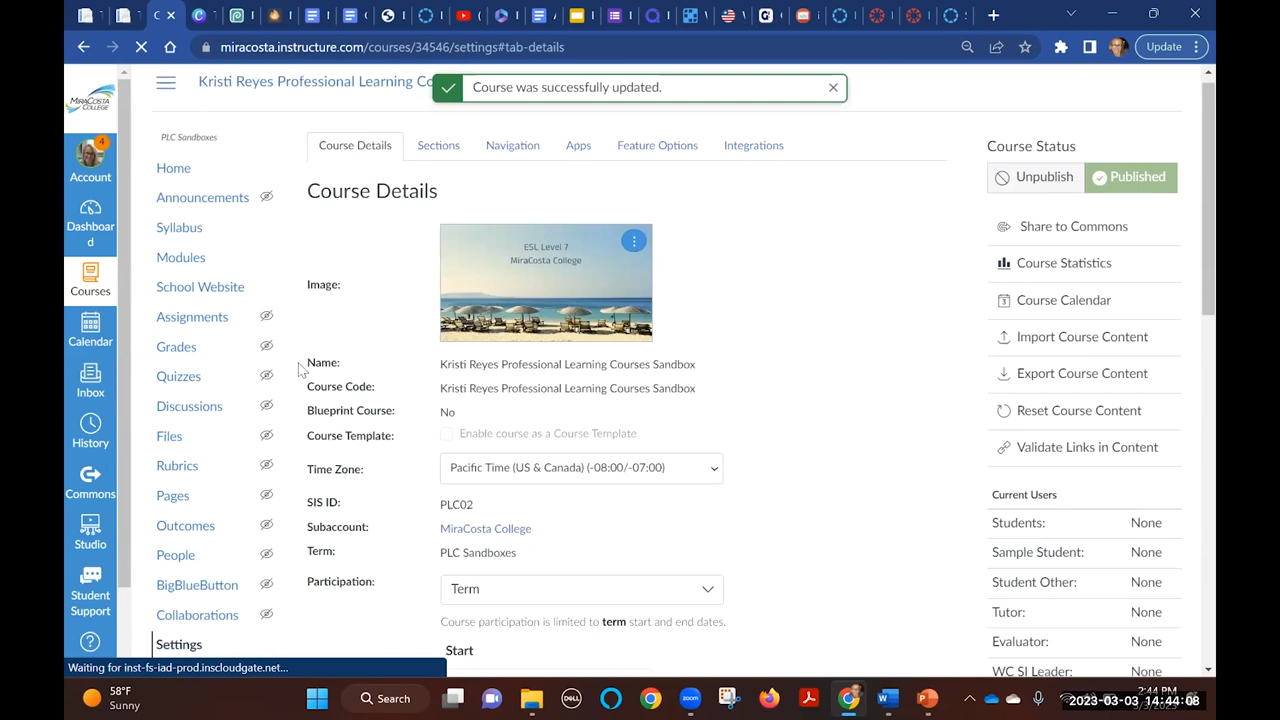 miracosta.instructure.com/courses/34546/settings#tab-details
Update
MIRACOSTA COLLEGE
4
Account
Dashboar
d
Courses
Calendar
Inbox
History
Commons
Studio
Student
Support
Kristi Reyes Professional Learning Co
Course was successfully updated.
PLC Sandboxes
Home
Announcements
Syllabus
Modules
School Website
Assignments
Grades
Quizzes
Discussions
Files
Rubrics
Pages
Outcomes
People
BigBlueButton
Collaborations
Settings
Course Details
Sections
Navigation
Apps
Feature Options
Integrations
Course Details
Image:
ESL Level 7
MiraCosta College
Name: Kristi Reyes Professional Learning Courses Sandbox
Course Code: Kristi Reyes Professional Learning Courses Sandbox
Blueprint Course: No
Course Template: Enable course as a Course Template
Time Zone: Pacific Time (US & Canada) (-08:00/-07:00)
SIS ID: PLC02
Subaccount: MiraCosta College
Term: PLC Sandboxes
Participation: Term
Course participation is limited to term start and end dates.
Start
Course Status
Unpublish
Published
Share to Commons
Course Statistics
Course Calendar
Import Course Content
Export Course Content
Reset Course Content
Validate Links in Content
Current Users
Students: None
Sample Student: None
Student Other: None
Tutor: None
Evaluator: None
WC SI Leader: None
Waiting for inst-fs-iad-prod.inscloudgate.net...
58°F
Sunny
Search
DELL
zoom
2:44 PM
2023-03-03 14:44:08